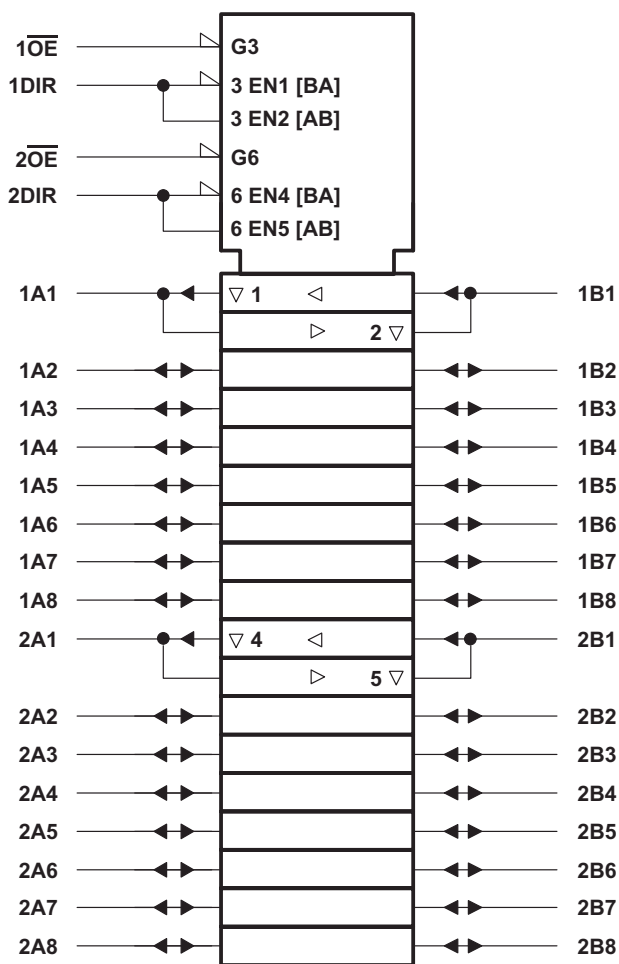 1O̅E̅ G3
1DIR 3 EN1 [BA]
3 EN2 [AB]
2O̅E̅ G6
2DIR 6 EN4 [BA]
6 EN5 [AB]
1A1 ▽ 1 ◁ 1B1
▷ 2 ▽
1A2 1B2
1A3 1B3
1A4 1B4
1A5 1B5
1A6 1B6
1A7 1B7
1A8 1B8
2A1 ▽ 4 ◁ 2B1
▷ 5 ▽
2A2 2B2
2A3 2B3
2A4 2B4
2A5 2B5
2A6 2B6
2A7 2B7
2A8 2B8